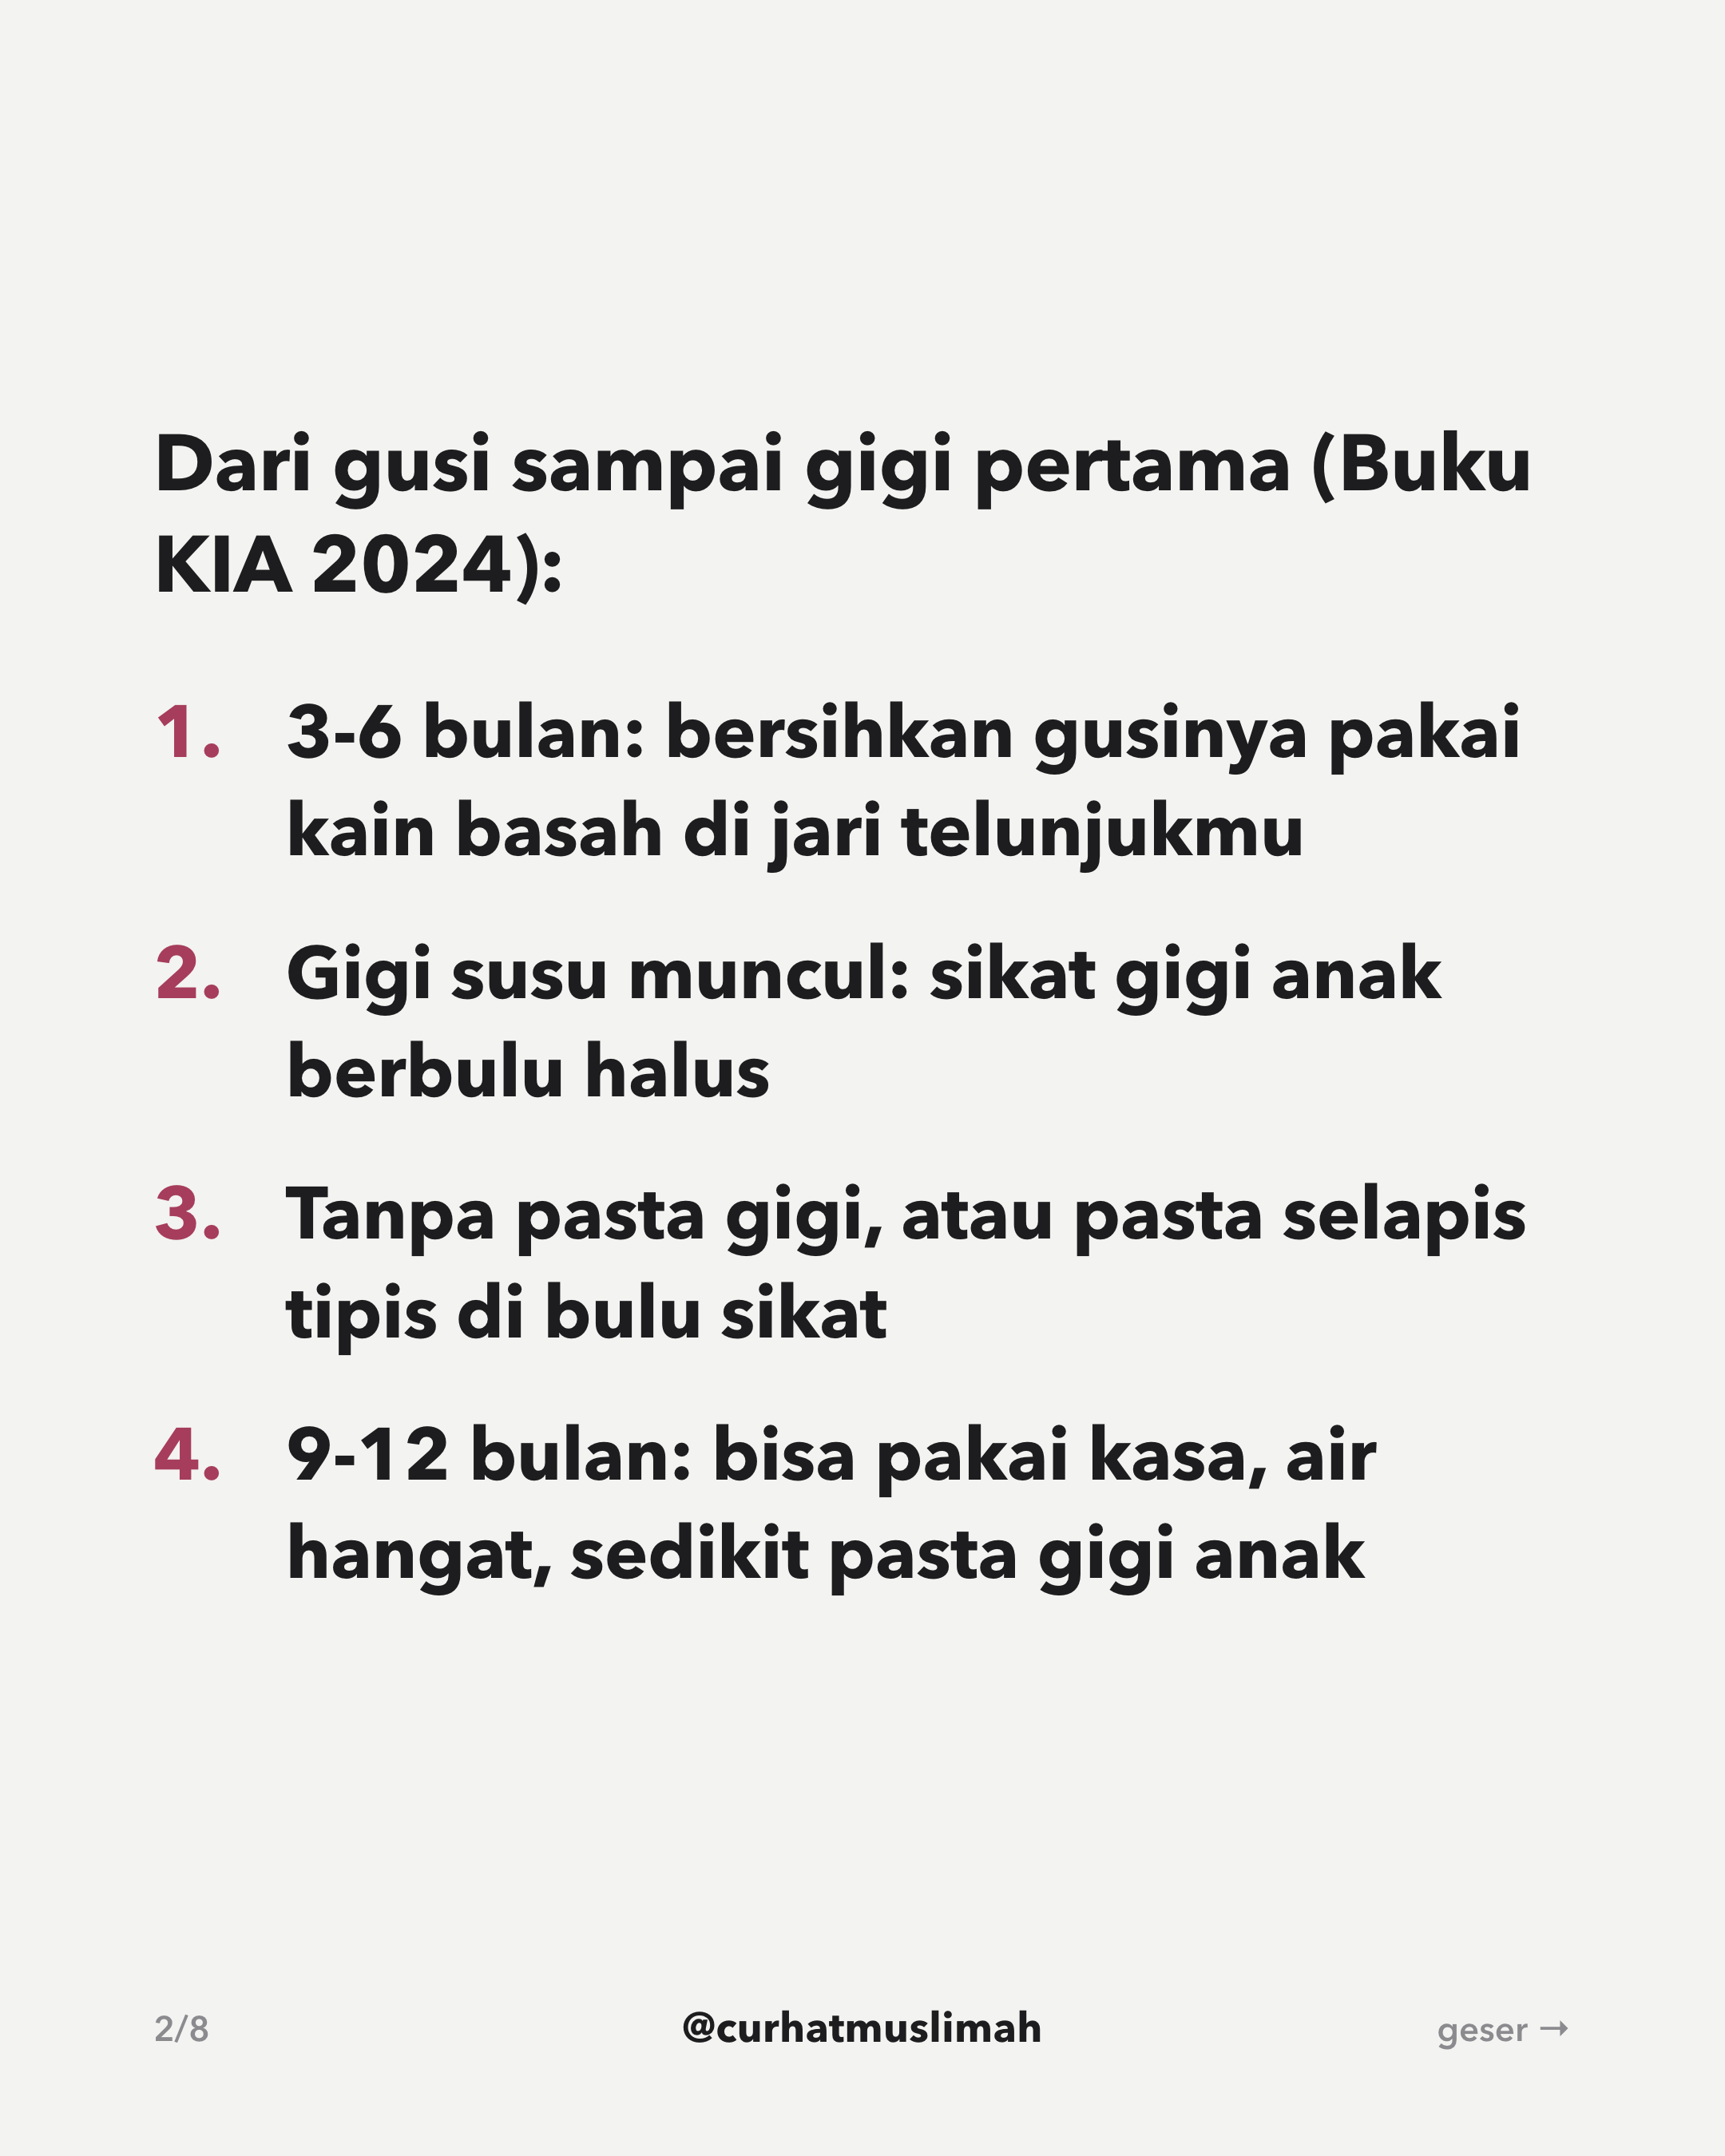 Dari gusi sampai gigi pertama (Buku
KIA 2024):
1. 3-6 bulan: bersihkan gusinya pakai
kain basah di jari telunjukmu
2. Gigi susu muncul: sikat gigi anak
berbulu halus
3. Tanpa pasta gigi, atau pasta selapis
tipis di bulu sikat
4. 9-12 bulan: bisa pakai kasa, air
hangat, sedikit pasta gigi anak
2/8 @curhatmuslimah geser →